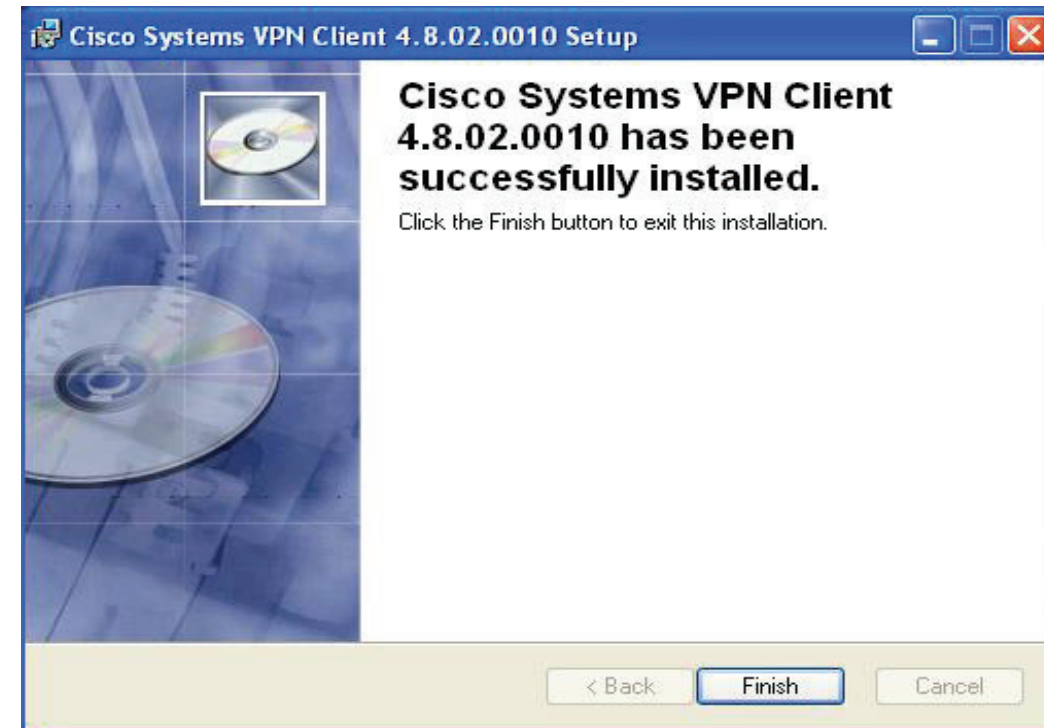 Cisco Systems VPN Client 4.8.02.0010 Setup
Cisco Systems VPN Client
4.8.02.0010 has been
successfully installed.
Click the Finish button to exit this installation.
< Back Finish Cancel